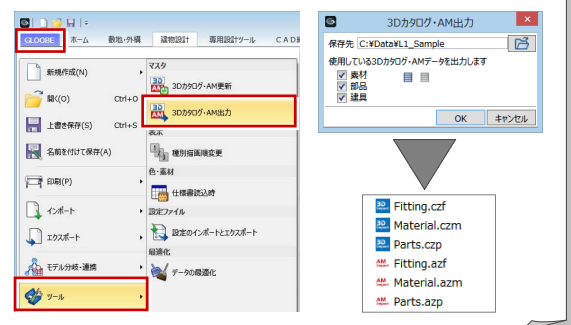 GLOOBE ホーム 敷地・外構 建物設計 専用設計ツール CAD
新規作成(N)
開く(O) Ctrl+O
上書き保存(S) Ctrl+S
名前を付けて保存(A)
印刷(P)
インポート
エクスポート
モデル分岐・連携
ツール
マスタ
3Dカタログ・AM更新
3Dカタログ・AM出力
表示
種別描画順変更
色・素材
仕様書読込時
設定ファイル
設定のインポートとエクスポート
最適化
データの最適化
3Dカタログ・AM出力
保存先 C:¥Data¥L1_Sample
使用している3Dカタログ・AMデータを出力します
素材
部品
建具
OK キャンセル
Fitting.czf
Material.czm
Parts.czp
Fitting.azf
Material.azm
Parts.azp